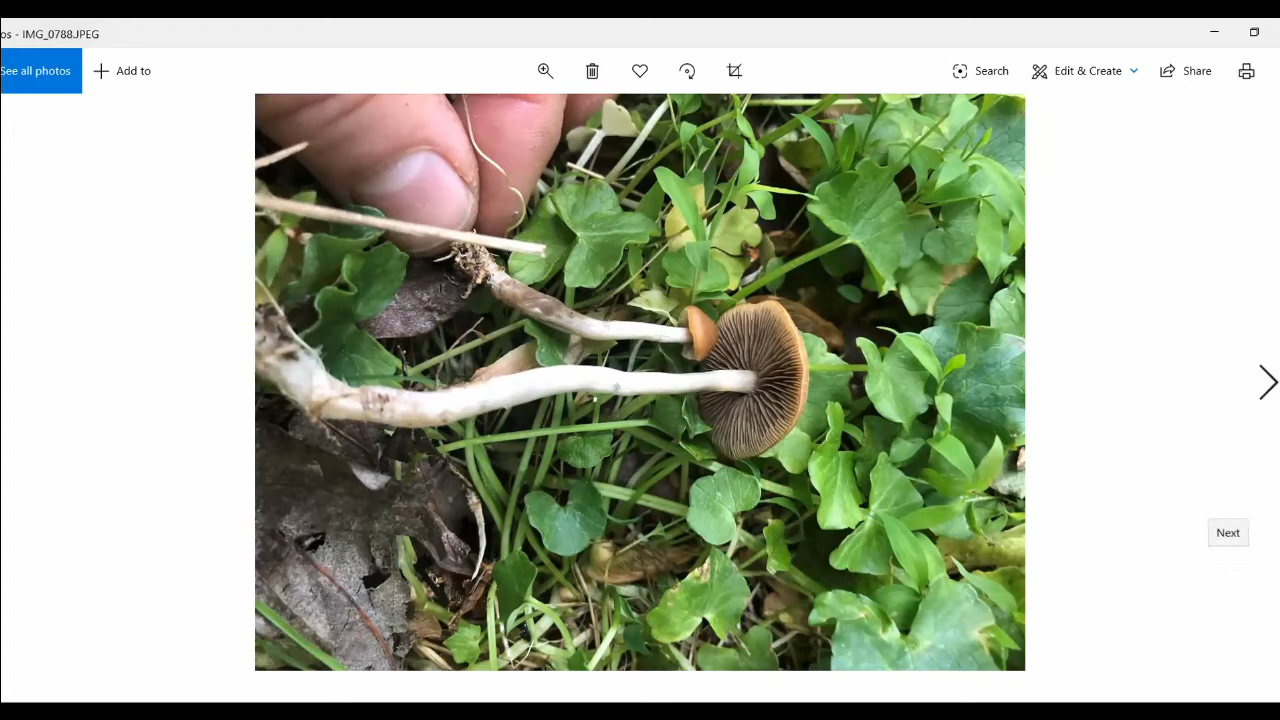 os - IMG_0788.JPEG
See all photos
Add to
Search
Edit & Create
Share
Next